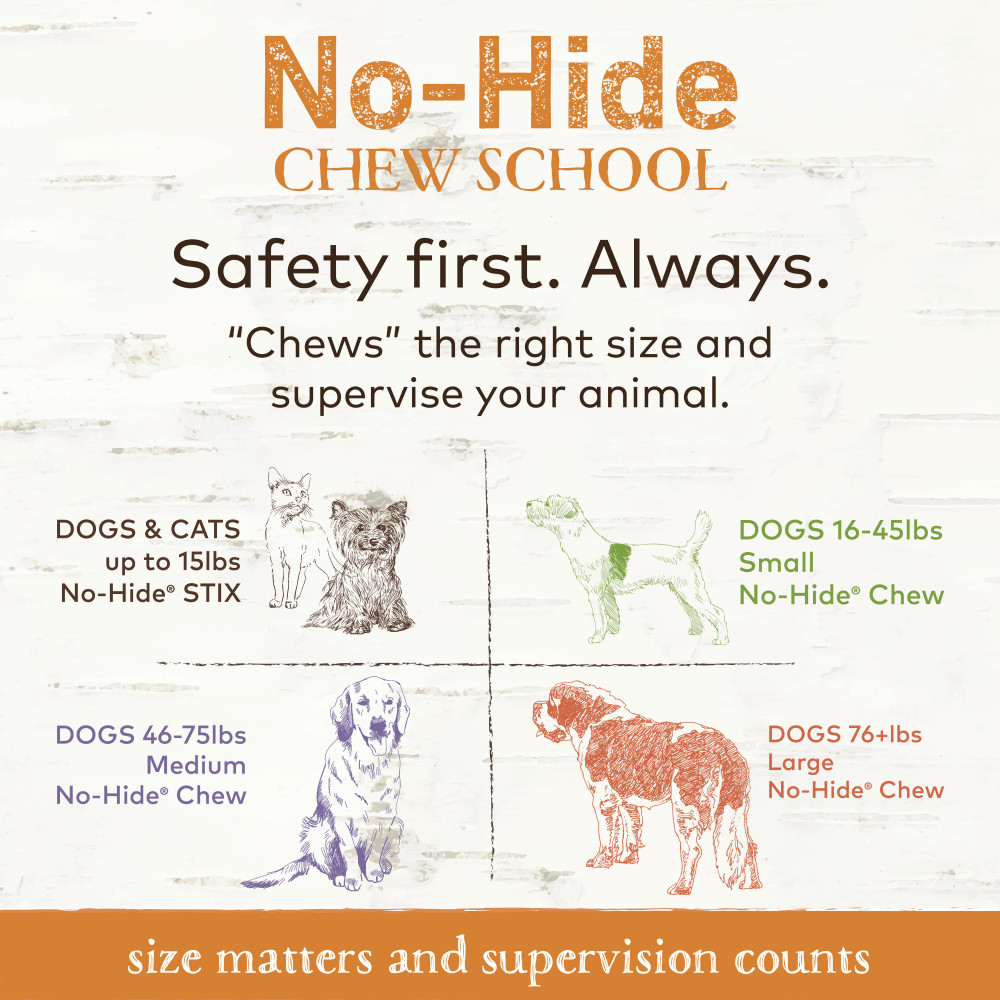 No-Hide
CHEW SCHOOL
Safety first. Always.
“Chews” the right size and
supervise your animal.
DOGS & CATS
up to 15lbs
No-Hide® STIX
DOGS 16-45lbs
Small
No-Hide® Chew
DOGS 46-75lbs
Medium
No-Hide® Chew
DOGS 76+lbs
Large
No-Hide® Chew
size matters and supervision counts